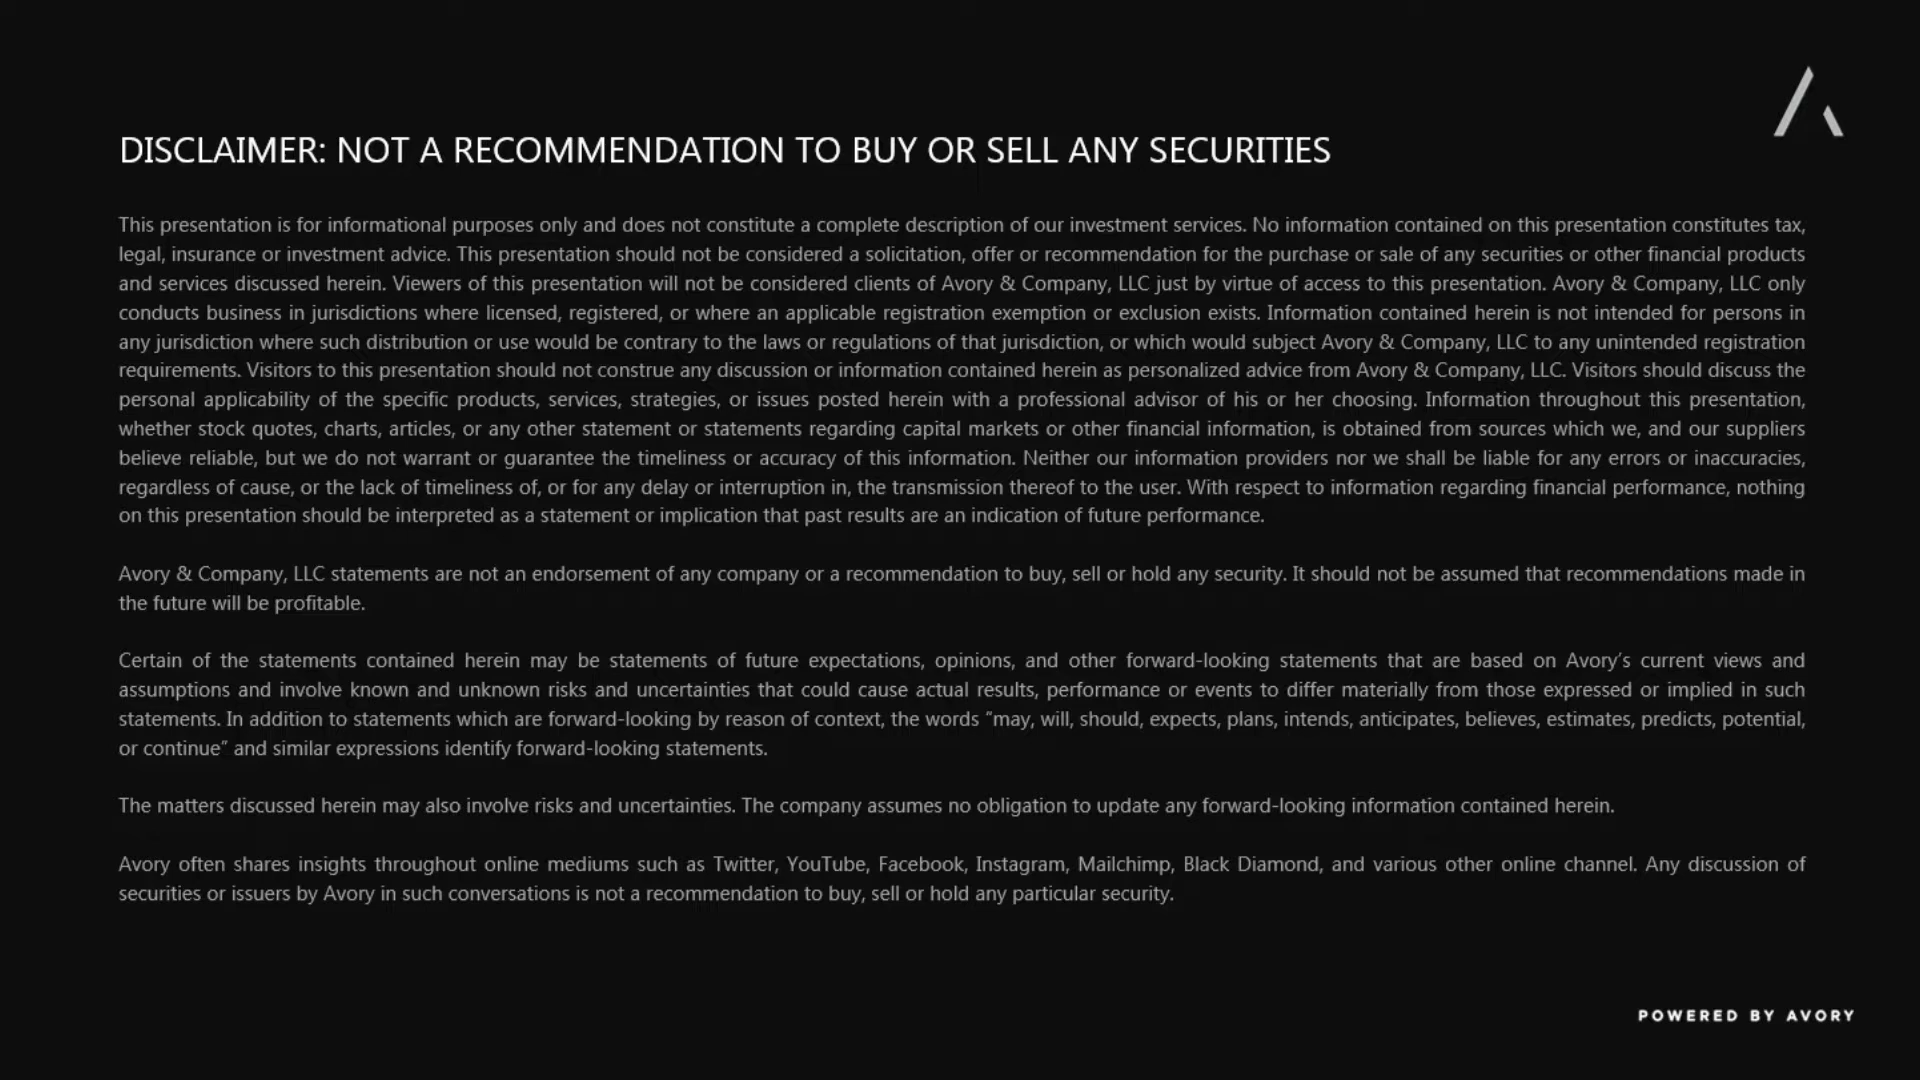 DISCLAIMER: NOT A RECOMMENDATION TO BUY OR SELL ANY SECURITIES
This presentation is for informational purposes only and does not constitute a complete description of our investment services. No information contained on this presentation constitutes tax,
legal, insurance or investment advice. This presentation should not be considered a solicitation, offer or recommendation for the purchase or sale of any securities or other financial products
and services discussed herein. Viewers of this presentation will not be considered clients of Avory & Company, LLC just by virtue of access to this presentation. Avory & Company, LLC only
conducts business in jurisdictions where licensed, registered, or where an applicable registration exemption or exclusion exists. Information contained herein is not intended for persons in
any jurisdiction where such distribution or use would be contrary to the laws or regulations of that jurisdiction, or which would subject Avory & Company, LLC to any unintended registration
requirements. Visitors to this presentation should not construe any discussion or information contained herein as personalized advice from Avory & Company, LLC. Visitors should discuss the
personal applicability of the specific products, services, strategies, or issues posted herein with a professional advisor of his or her choosing. Information throughout this presentation,
whether stock quotes, charts, articles, or any other statement or statements regarding capital markets or other financial information, is obtained from sources which we, and our suppliers
believe reliable, but we do not warrant or guarantee the timeliness or accuracy of this information. Neither our information providers nor we shall be liable for any errors or inaccuracies,
regardless of cause, or the lack of timeliness of, or for any delay or interruption in, the transmission thereof to the user. With respect to information regarding financial performance, nothing
on this presentation should be interpreted as a statement or implication that past results are an indication of future performance.
Avory & Company, LLC statements are not an endorsement of any company or a recommendation to buy, sell or hold any security. It should not be assumed that recommendations made in
the future will be profitable.
Certain of the statements contained herein may be statements of future expectations, opinions, and other forward-looking statements that are based on Avory’s current views and
assumptions and involve known and unknown risks and uncertainties that could cause actual results, performance or events to differ materially from those expressed or implied in such
statements. In addition to statements which are forward-looking by reason of context, the words “may, will, should, expects, plans, intends, anticipates, believes, estimates, predicts, potential,
or continue” and similar expressions identify forward-looking statements.
The matters discussed herein may also involve risks and uncertainties. The company assumes no obligation to update any forward-looking information contained herein.
Avory often shares insights throughout online mediums such as Twitter, YouTube, Facebook, Instagram, Mailchimp, Black Diamond, and various other online channel. Any discussion of
securities or issuers by Avory in such conversations is not a recommendation to buy, sell or hold any particular security.
POWERED BY AVORY